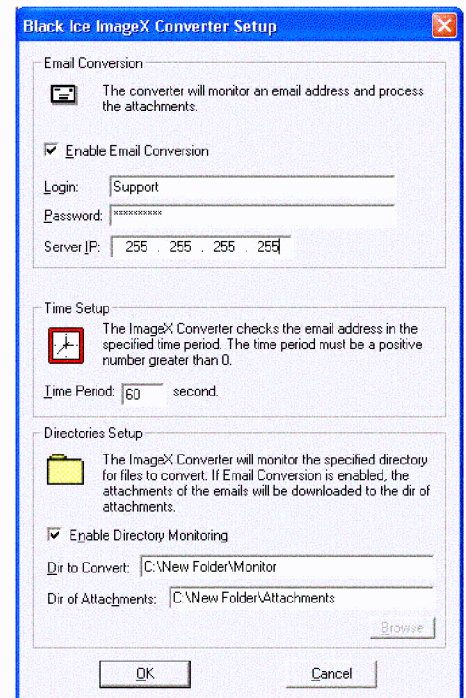 Black Ice ImageX Converter Setup
Email Conversion
The converter will monitor an email address and process
the attachments.
Enable Email Conversion
Login: Support
Password: **********
Server IP: 255 . 255 . 255 . 255
Time Setup
The ImageX Converter checks the email address in the
specified time period. The time period must be a positive
number greater than 0.
Time Period: 60 second.
Directories Setup
The ImageX Converter will monitor the specified directory
for files to convert. If Email Conversion is enabled, the
attachments of the emails will be downloaded to the dir of
attachments.
Enable Directory Monitoring
Dir to Convert: C:\New Folder\Monitor
Dir of Attachments: C:\New Folder\Attachments
Browse
OK Cancel